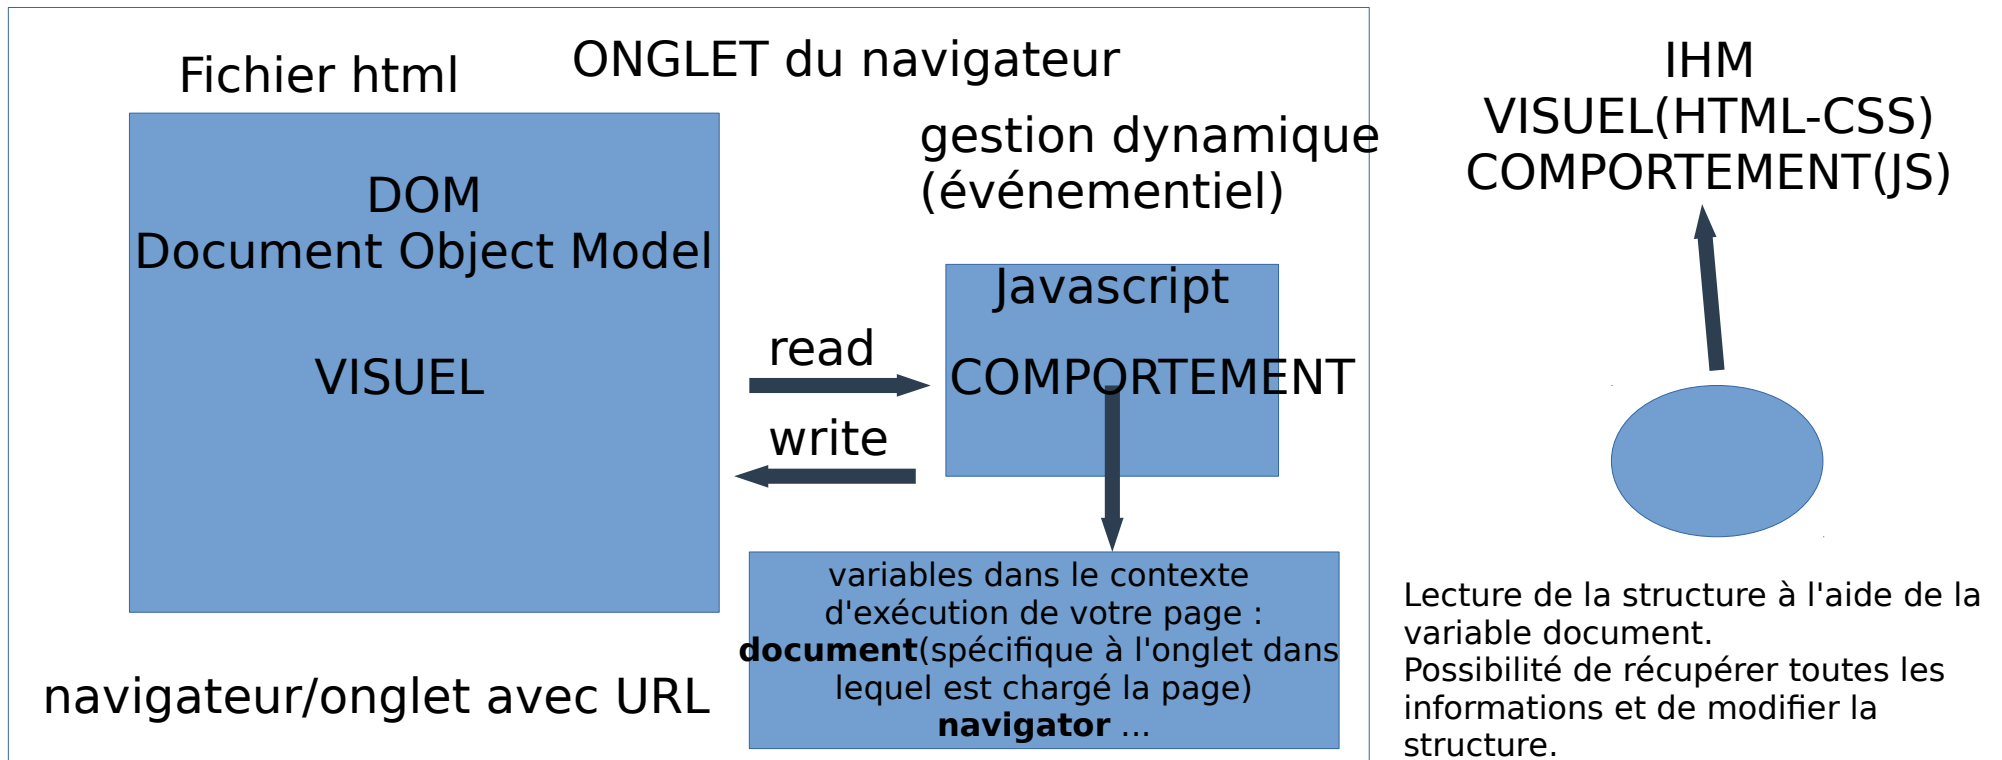 Fichier html
ONGLET du navigateur
DOM
Document Object Model
VISUEL
navigateur/onglet avec URL
read
write
gestion dynamique
(événementiel)
Javascript
COMPORTEMENT
variables dans le contexte
d'exécution de votre page :
document(spécifique à l'onglet dans
lequel est chargé la page)
navigator ...
IHM
VISUEL(HTML-CSS)
COMPORTEMENT(JS)
Lecture de la structure à l'aide de la
variable document.
Possibilité de récupérer toutes les
informations et de modifier la
structure.